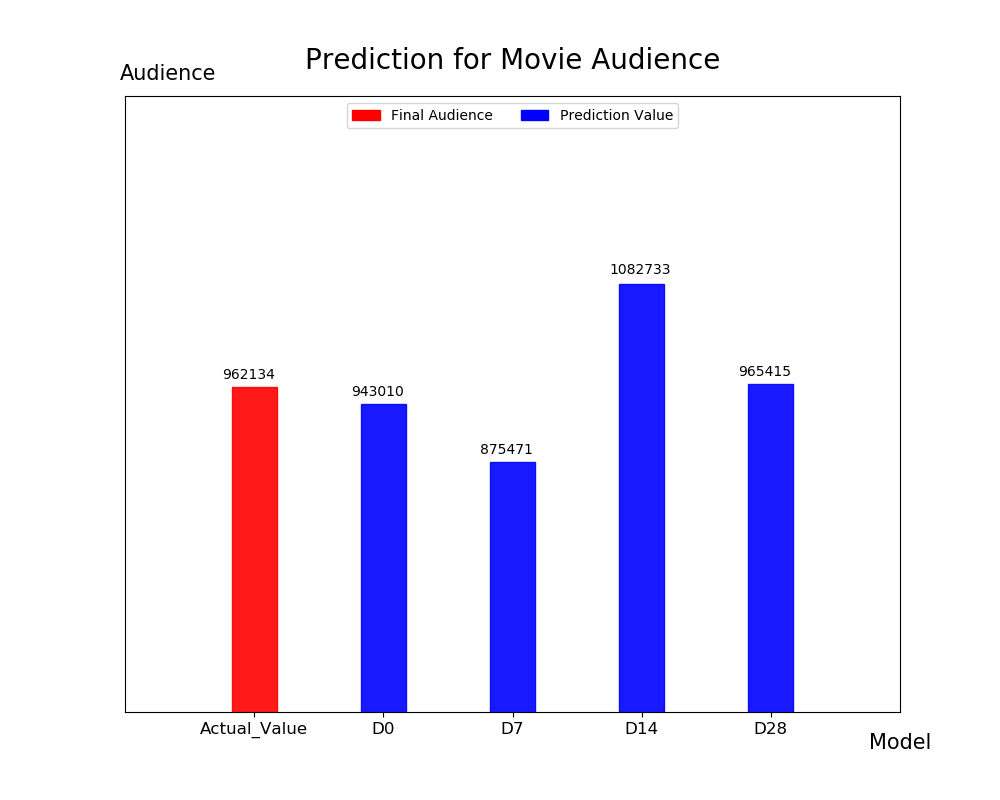 Prediction for Movie Audience
Audience
Final Audience Prediction Value
1082733
965415
962134
943010
875471
Actual_Value D0 D7 D14 D28
Model